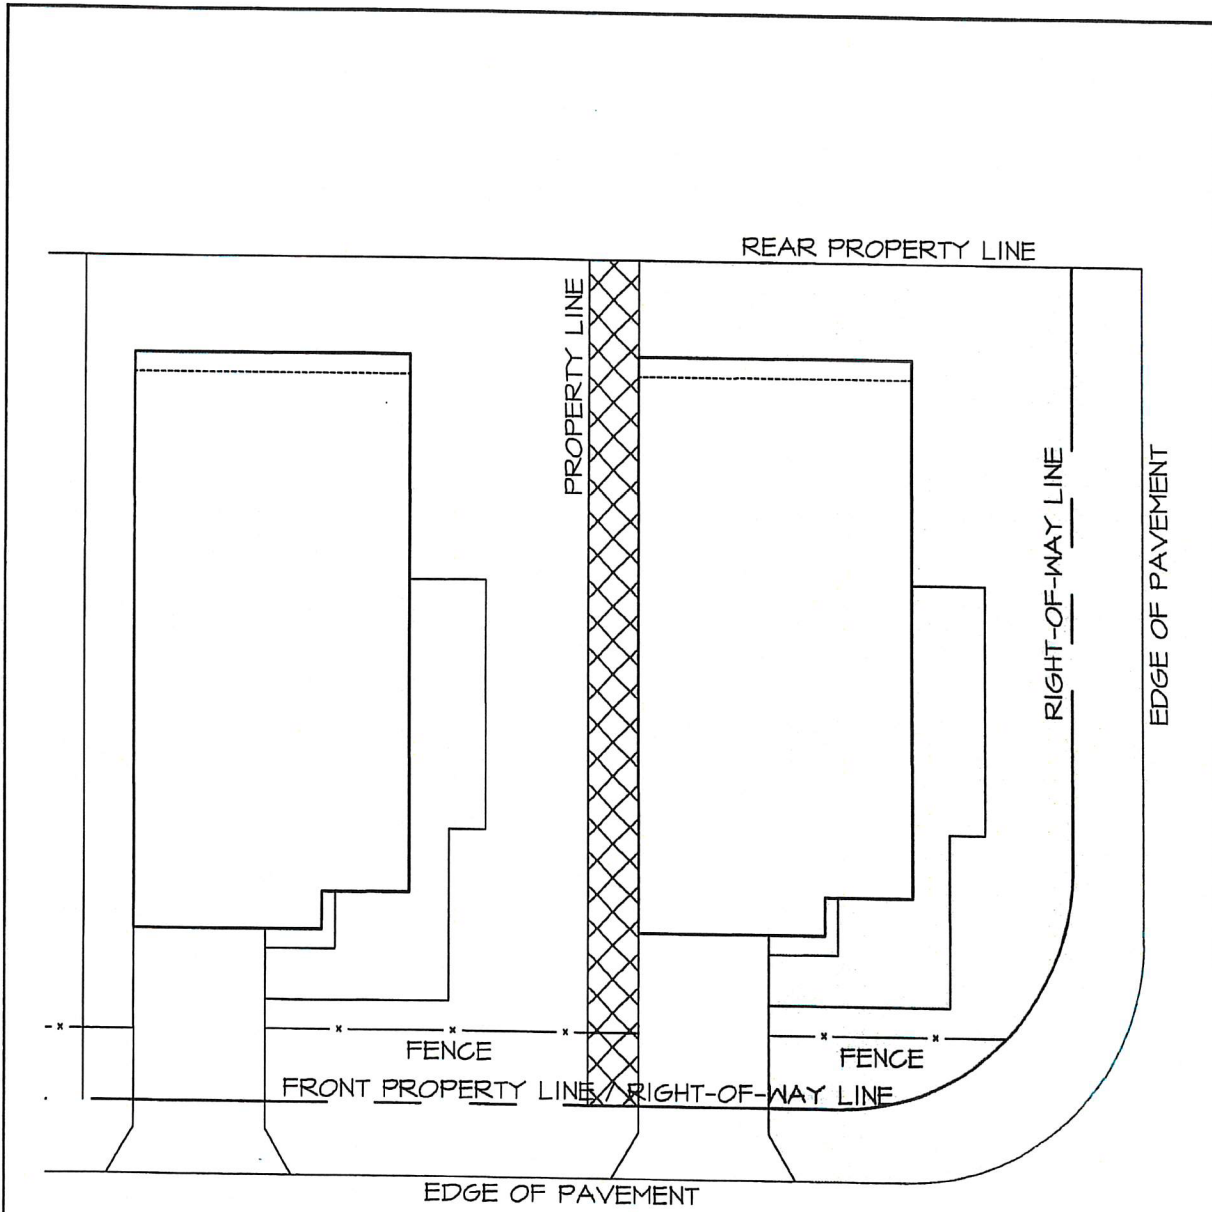 REAR PROPERTY LINE
PROPERTY LINE
RIGHT-OF-WAY LINE
EDGE OF PAVEMENT
FENCE
FENCE
FRONT PROPERTY LINE / RIGHT-OF-WAY LINE
EDGE OF PAVEMENT